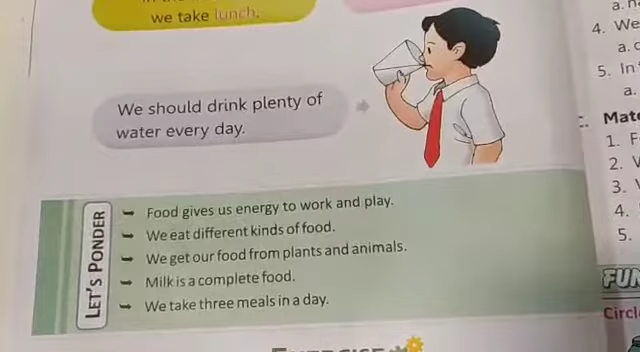 we take lunch.
We should drink plenty of
water every day.
LET'S PONDER
Food gives us energy to work and play.
We eat different kinds of food.
We get our food from plants and animals.
Milk is a complete food.
We take three meals in a day.
4. We
a.
5. In
a.
1. F
2.
3.
4.
5.